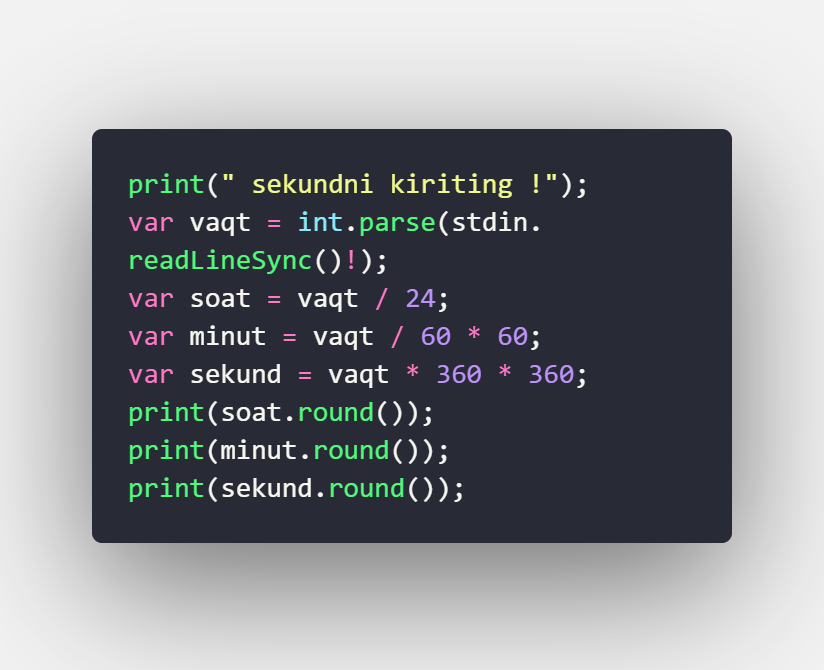 print(" sekundni kiriting !");
var vaqt = int.parse(stdin.
readLineSync()!);
var soat = vaqt / 24;
var minut = vaqt / 60 * 60;
var sekund = vaqt * 360 * 360;
print(soat.round());
print(minut.round());
print(sekund.round());